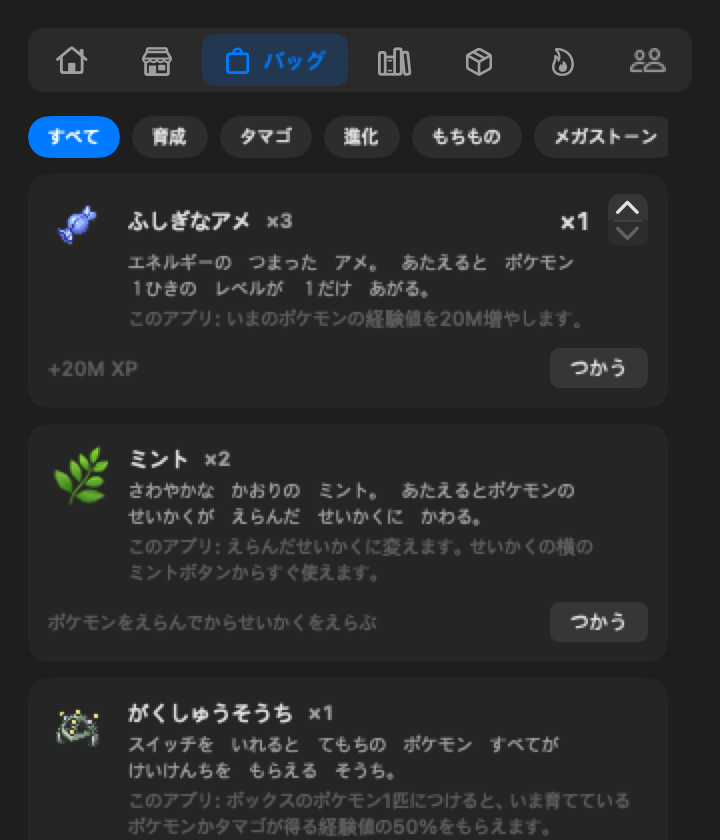 バッグ
すべて 育成 タマゴ 進化 もちもの メガストーン
ふしぎなアメ ×3 ×1
エネルギーの　つまった　アメ。　あたえると　ポケモン
１ひきの　レベルが　１だけ　あがる。
このアプリ: いまのポケモンの経験値を20M増やします。
+20M XP つかう
ミント ×2
さわやかな　かおりの　ミント。　あたえるとポケモンの
せいかくが　えらんだ　せいかくに　かわる。
このアプリ: えらんだせいかくに変えます。せいかくの横の
ミントボタンからすぐ使えます。
ポケモンをえらんでからせいかくをえらぶ つかう
がくしゅうそうち ×1
スイッチを　いれると　てもちの　ポケモン　すべてが
けいけんちを　もらえる　そうち。
このアプリ: ボックスのポケモン1匹につけると、いま育てている
ポケモンかタマゴが得る経験値の50%をもらえます。